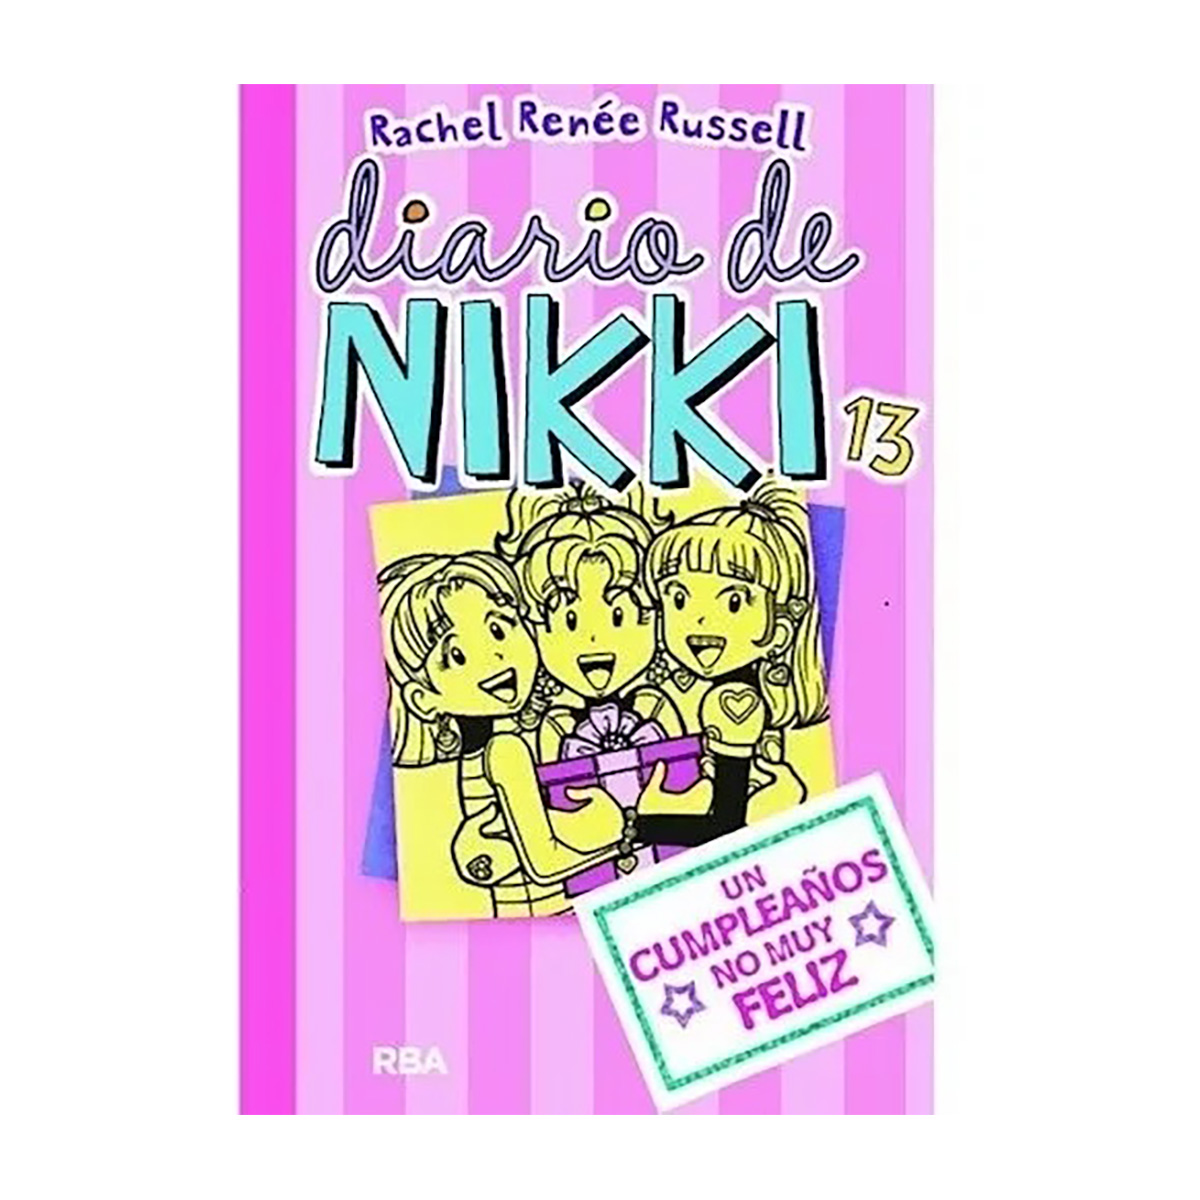 Rachel Renée Russell
diario de
NIKKI
13
UN
CUMPLEAÑOS
NO MUY
FELIZ
RBA